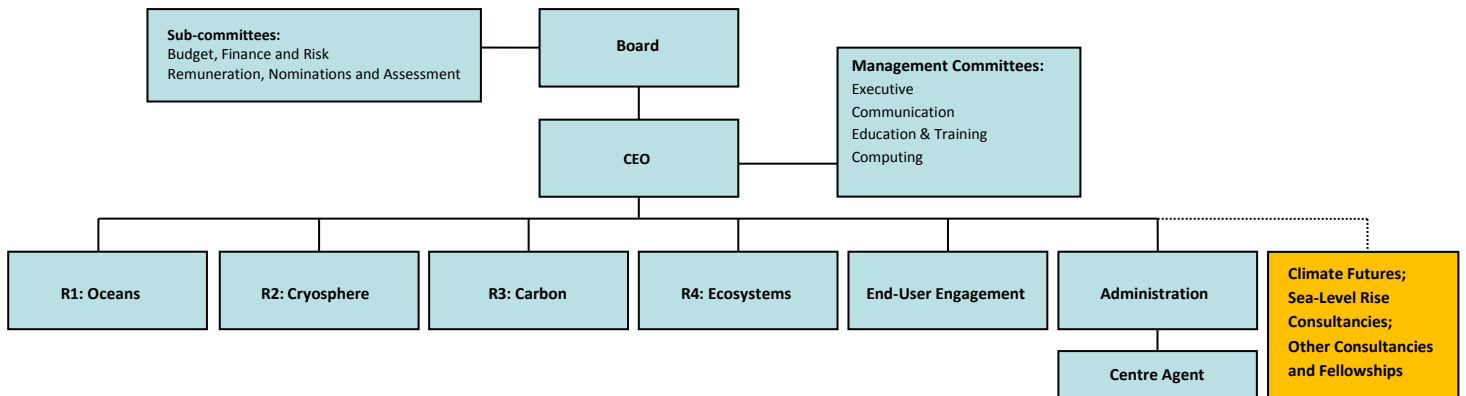 Sub-committees:
Budget, Finance and Risk
Remuneration, Nominations and Assessment
Board
Management Committees:
Executive
Communication
Education & Training
Computing
CEO
R1: Oceans
R2: Cryosphere
R3: Carbon
R4: Ecosystems
End-User Engagement
Administration
Climate Futures;
Sea-Level Rise
Consultancies;
Other Consultancies
and Fellowships
Centre Agent